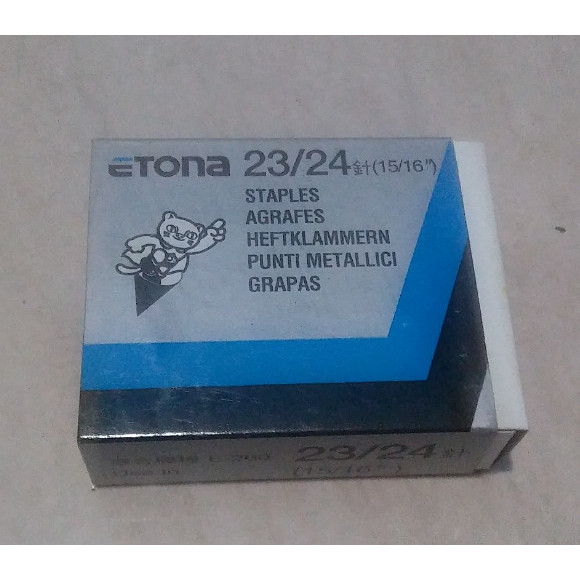 ETONA 23/24針(15/16")
STAPLES
AGRAFES
HEFTKLAMMERN
PUNTI METALLICI
GRAPAS
23/24針
(15/16")